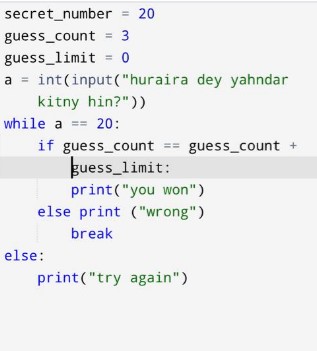 secret_number = 20
guess_count = 3
guess_limit = 0
a = int(input("huraira dey yahndar
kitny hin?"))
while a == 20:
if guess_count == guess_count +
guess_limit:
print("you won")
else print ("wrong")
break
else:
print("try again")